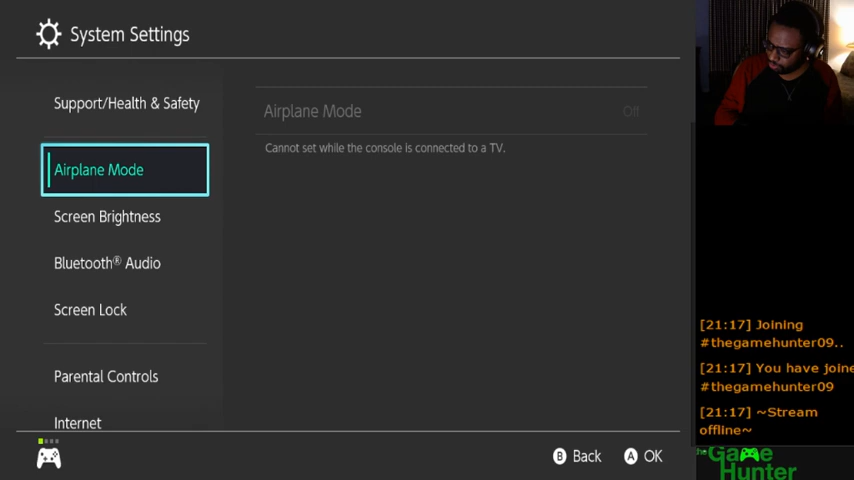 System Settings
Support/Health & Safety
Airplane Mode
Screen Brightness
Bluetooth® Audio
Screen Lock
Parental Controls
Internet
Airplane Mode Off
Cannot set while the console is connected to a TV.
B Back A OK
[21:17] Joining
#thegamehunter09..
[21:17] You have joine
#thegamehunter09
[21:17] ~Stream
offline~
the Game
Hunter